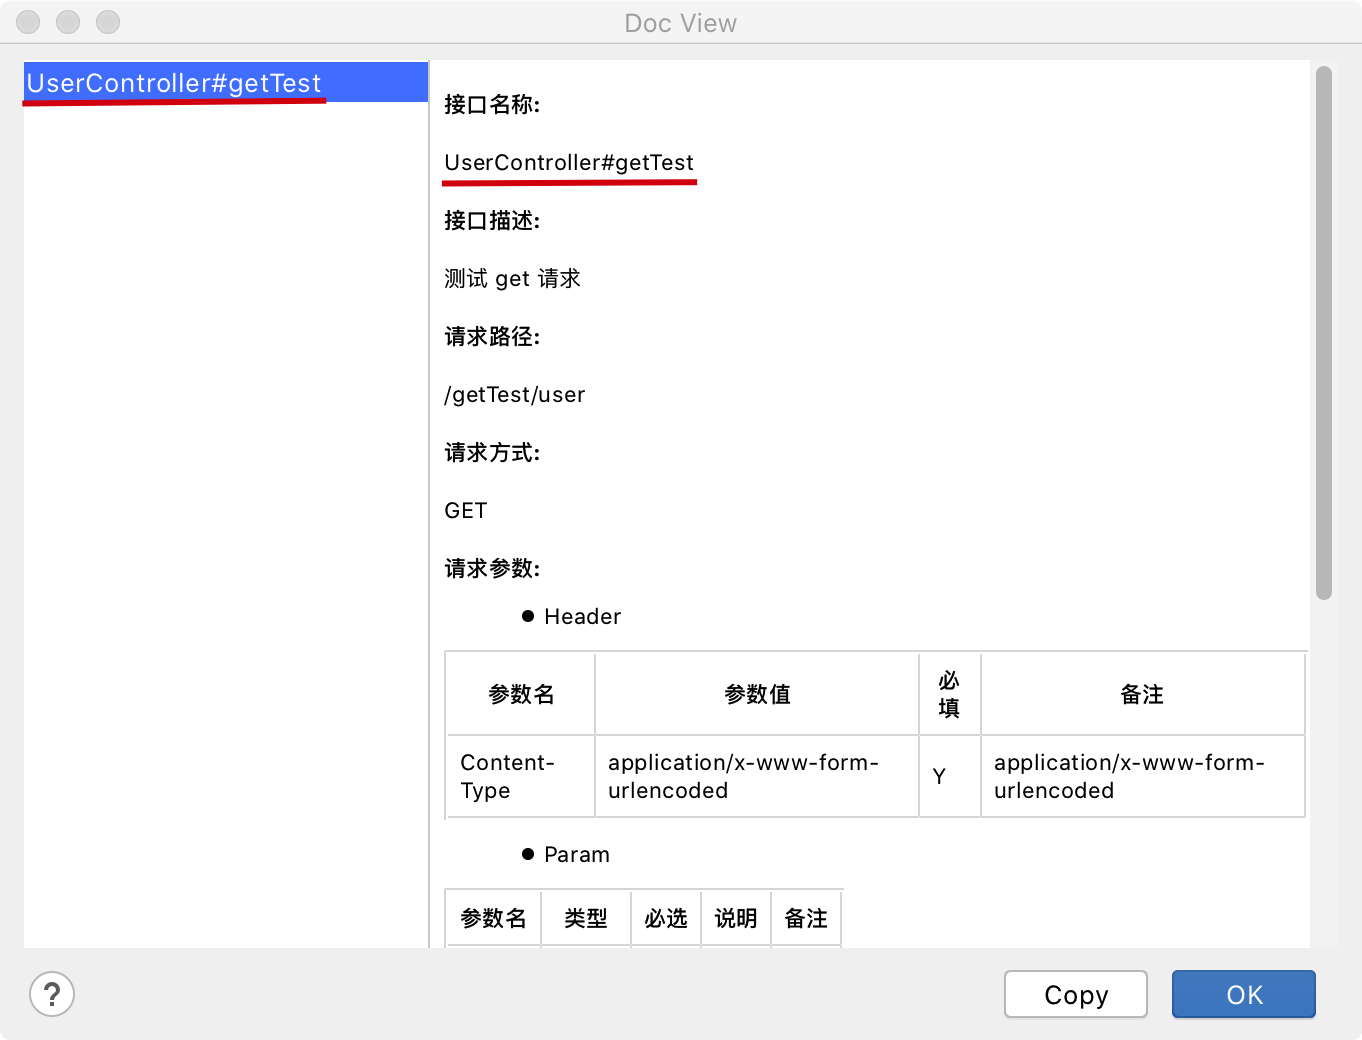 Doc View
UserController#getTest
接口名称:
UserController#getTest
接口描述:
测试 get 请求
请求路径:
/getTest/user
请求方式:
GET
请求参数:
● Header
参数名 参数值 必填 备注
Content-Type application/x-www-form-urlencoded Y application/x-www-form-urlencoded
● Param
参数名 类型 必选 说明 备注
? Copy OK